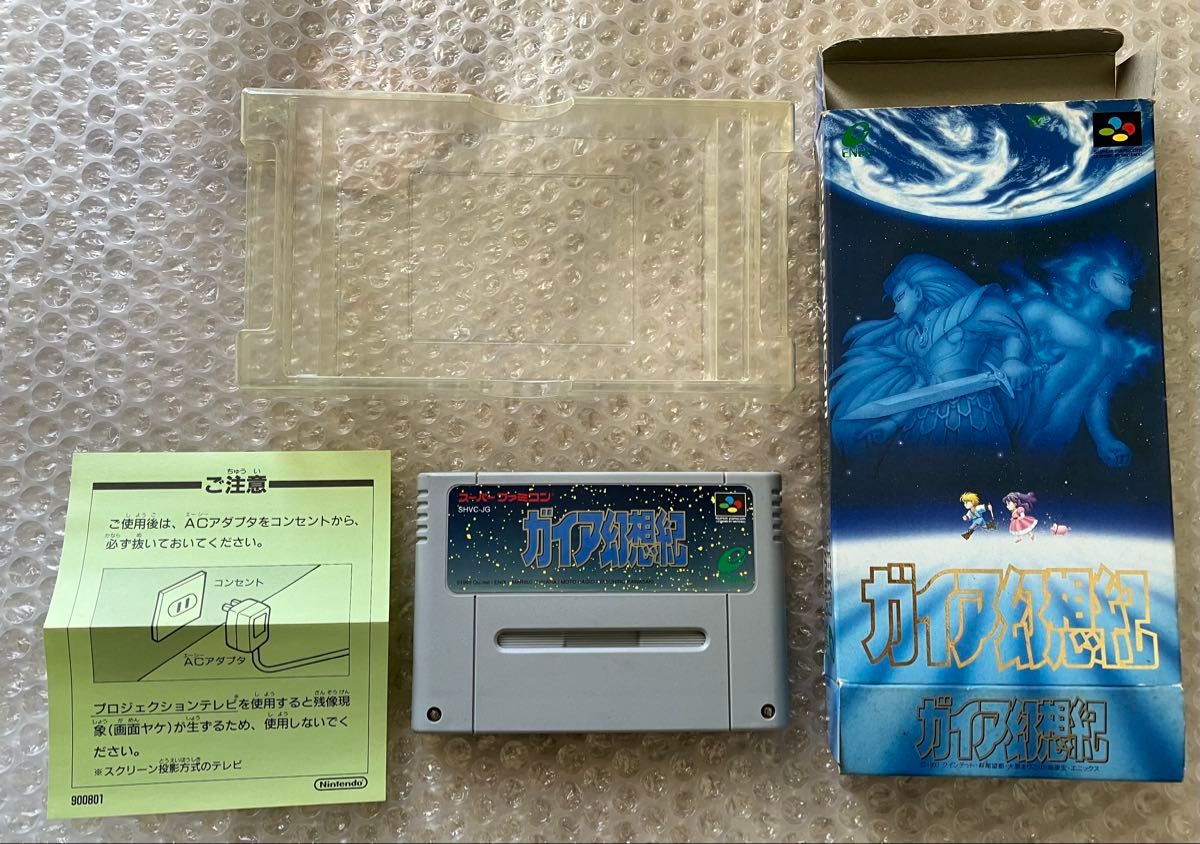 ちゅう い
ご注意
ご使用後は、ACアダプタをコンセントから、
必ず抜いておいてください。
コンセント
ACアダプタ
プロジェクションテレビを使用すると残像現
象(画面ヤケ)が生ずるため、使用しないでく
ださい。
※スクリーン投影方式のテレビ
Nintendo
900801
スーパーファミコン
SHVC-JG
ガイア幻想紀
ガイア幻想紀
ガイア幻想紀